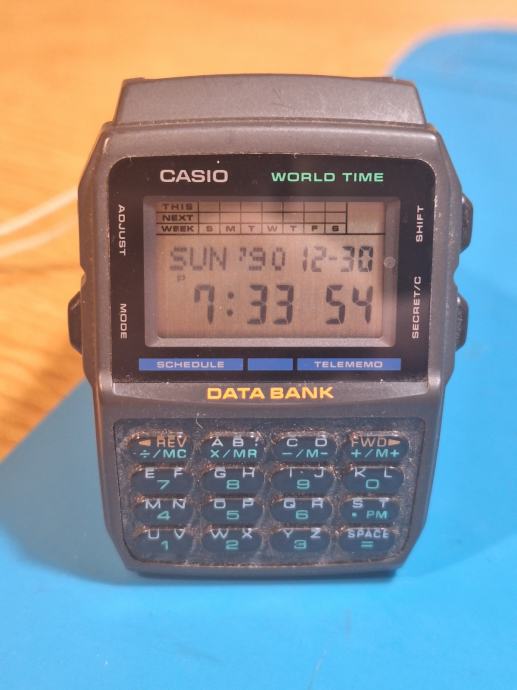 CASIO WORLD TIME
ADJUST
MODE
SHIFT
SECRET/C
THIS
NEXT
WEEK S M T W T F S
SUN '90 12-30
P
7:33 54
SCHEDULE TELEMEMO
DATA BANK
◄ REV A B C D FWD►
÷/MC ×/MR −/M− +/M+
E F G H I J K L
7 8 9 0
M N O P Q R S T
4 5 6 • PM
U V W X Y Z SPACE
1 2 3 =